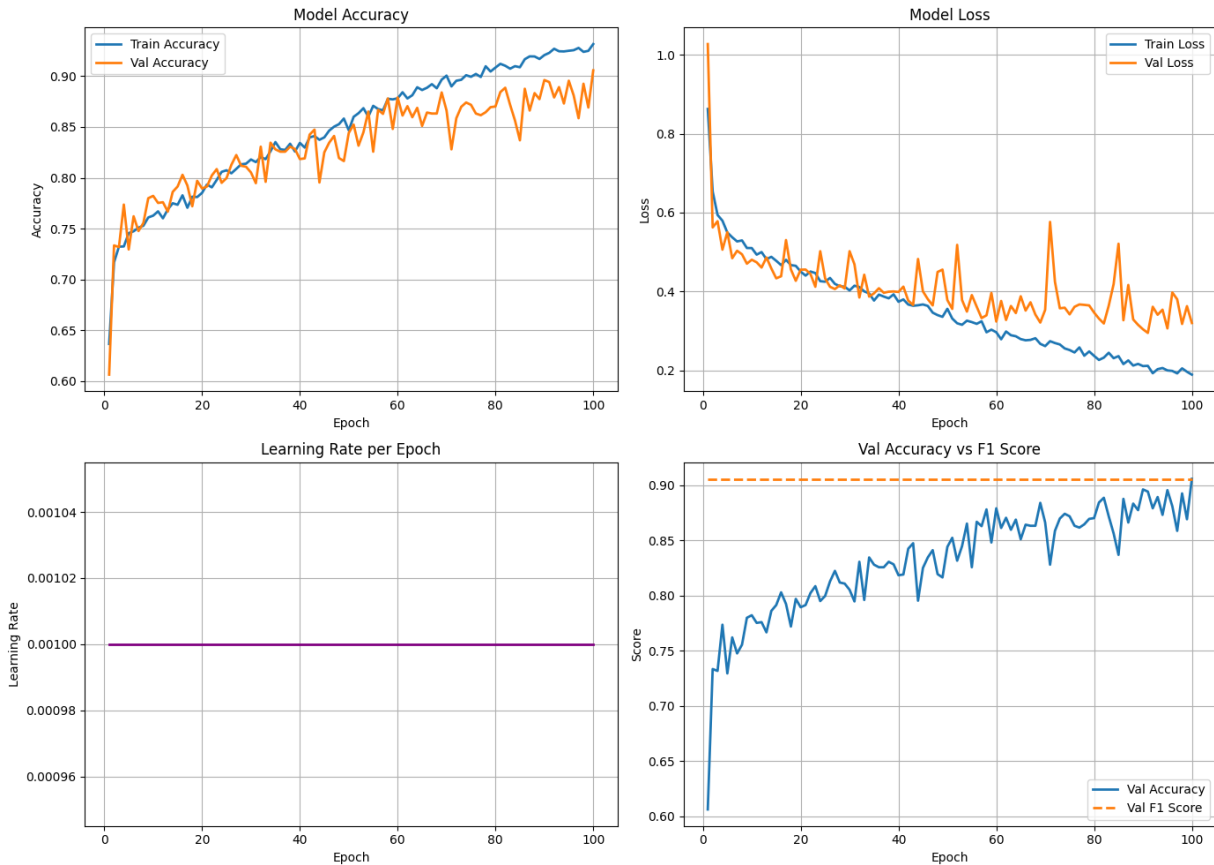 Model Accuracy
Train Accuracy
Val Accuracy
0.90
0.85
0.80
0.75
0.70
0.65
0.60
Accuracy
0 20 40 60 80 100
Epoch
Model Loss
Train Loss
Val Loss
1.0
0.8
0.6
0.4
0.2
Loss
0 20 40 60 80 100
Epoch
Learning Rate per Epoch
0.00104
0.00102
0.00100
0.00098
0.00096
Learning Rate
0 20 40 60 80 100
Epoch
Val Accuracy vs F1 Score
0.90
0.85
0.80
0.75
0.70
0.65
0.60
Score
Val Accuracy
Val F1 Score
0 20 40 60 80 100
Epoch